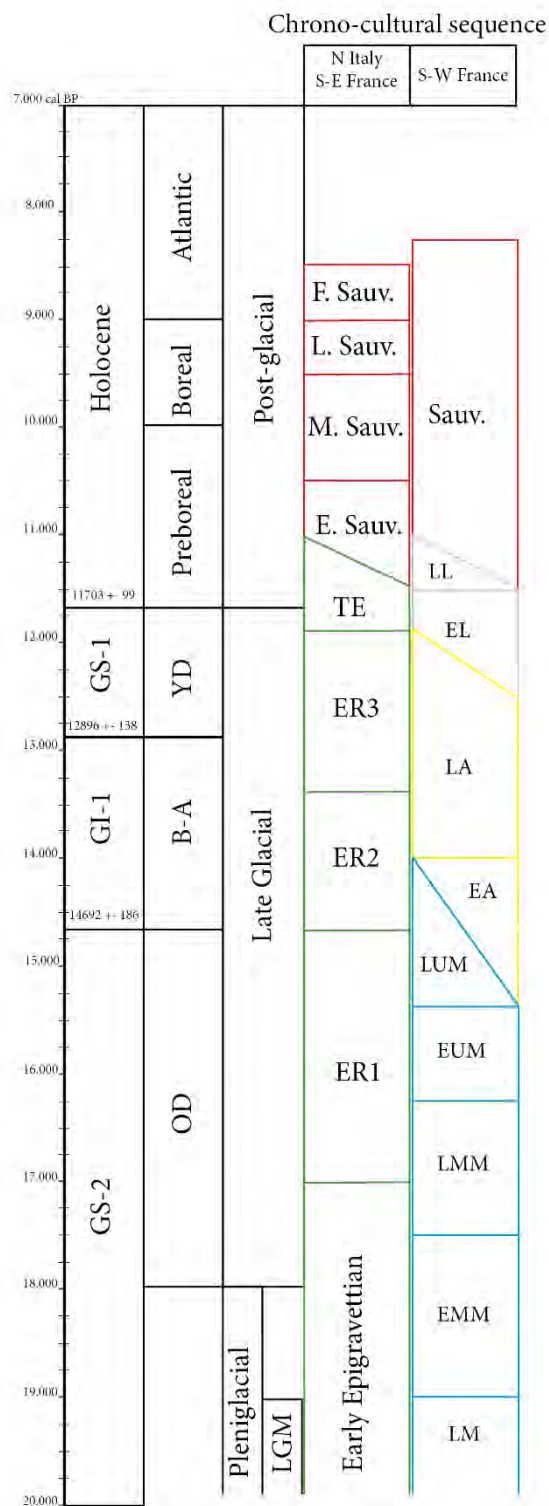 Chrono-cultural sequence
N Italy
S-E France
S-W France
7.000 cal BP
8.000
9.000
10.000
11.000
11703 +- 99
12.000
12896 +- 138
13.000
14.000
14692 +- 186
15.000
16.000
17.000
18.000
19.000
20.000
Holocene
GS-1
GI-1
GS-2
Atlantic
Boreal
Preboreal
YD
B-A
OD
Post-glacial
Late Glacial
Pleniglacial
LGM
F. Sauv.
L. Sauv.
M. Sauv.
E. Sauv.
TE
ER3
ER2
ER1
Early Epigravettian
Sauv.
LL
EL
LA
EA
LUM
EUM
LMM
EMM
LM